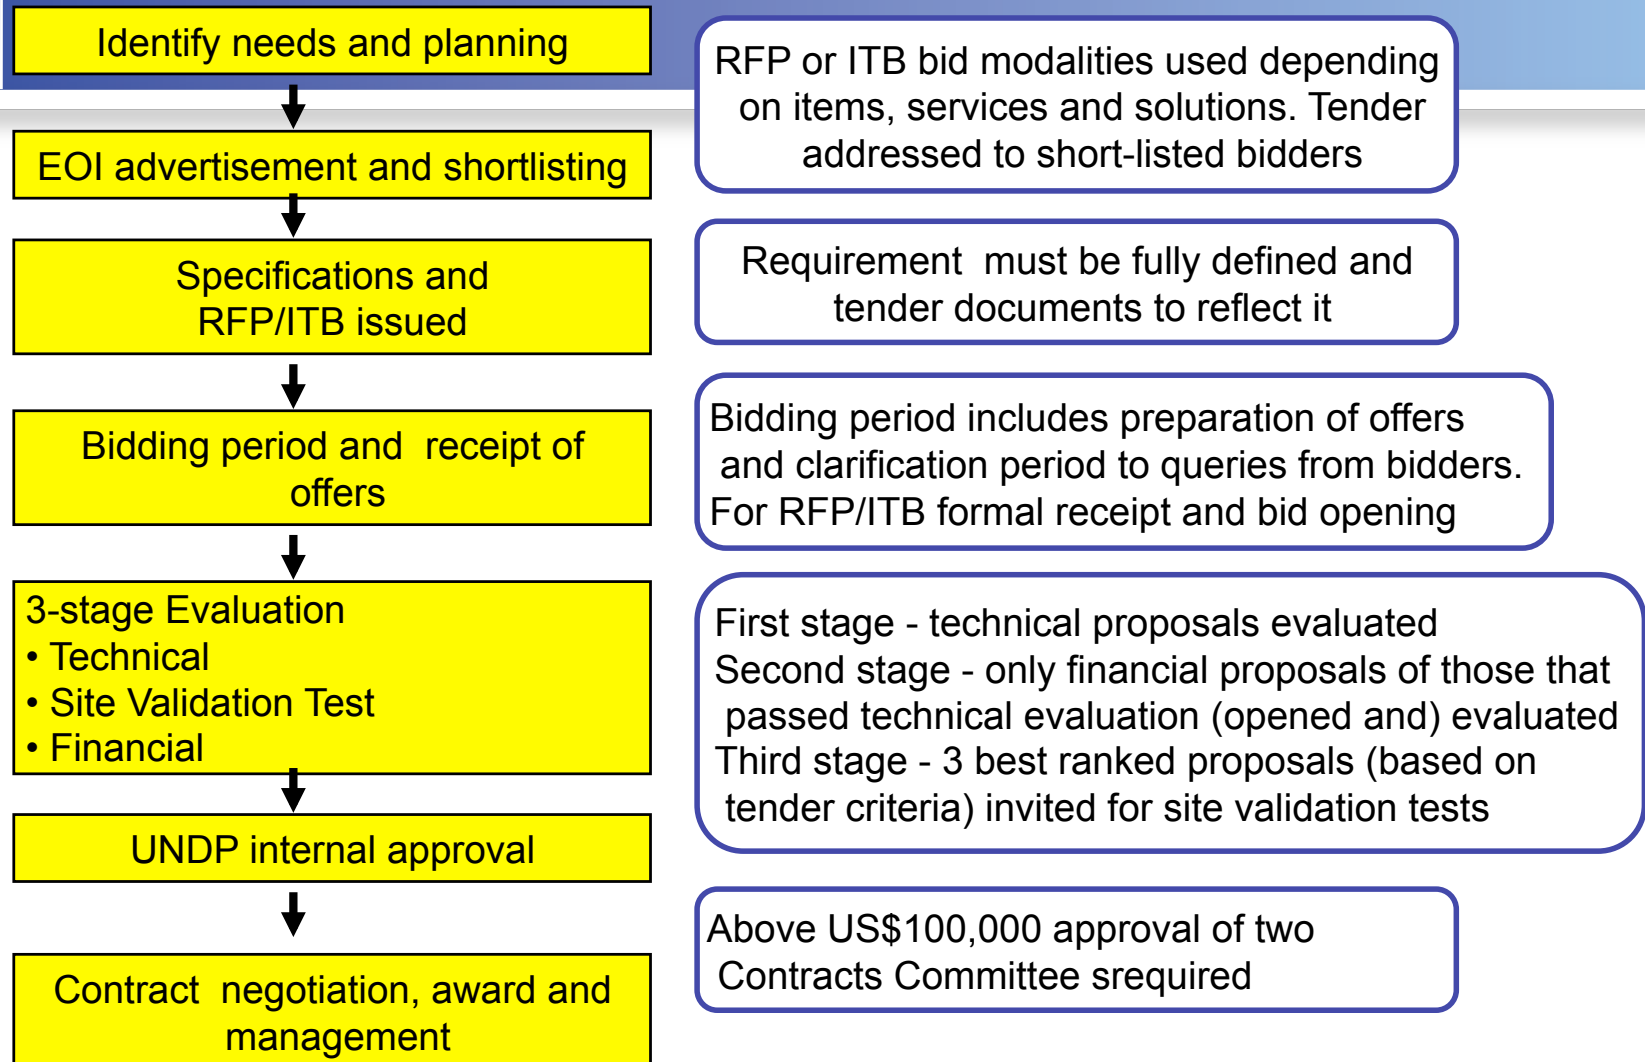 Identify needs and planning
EOI advertisement and shortlisting
Specifications and
RFP/ITB issued
Bidding period and  receipt of
offers
3-stage Evaluation
• Technical
• Site Validation Test
• Financial
UNDP internal approval
Contract  negotiation, award and
management
RFP or ITB bid modalities used depending
on items, services and solutions. Tender
addressed to short-listed bidders
Requirement  must be fully defined and
tender documents to reflect it
Bidding period includes preparation of offers
and clarification period to queries from bidders.
For RFP/ITB formal receipt and bid opening
First stage - technical proposals evaluated
Second stage - only financial proposals of those that
passed technical evaluation (opened and) evaluated
Third stage - 3 best ranked proposals (based on
tender criteria) invited for site validation tests
Above US$100,000 approval of two
Contracts Committee srequired